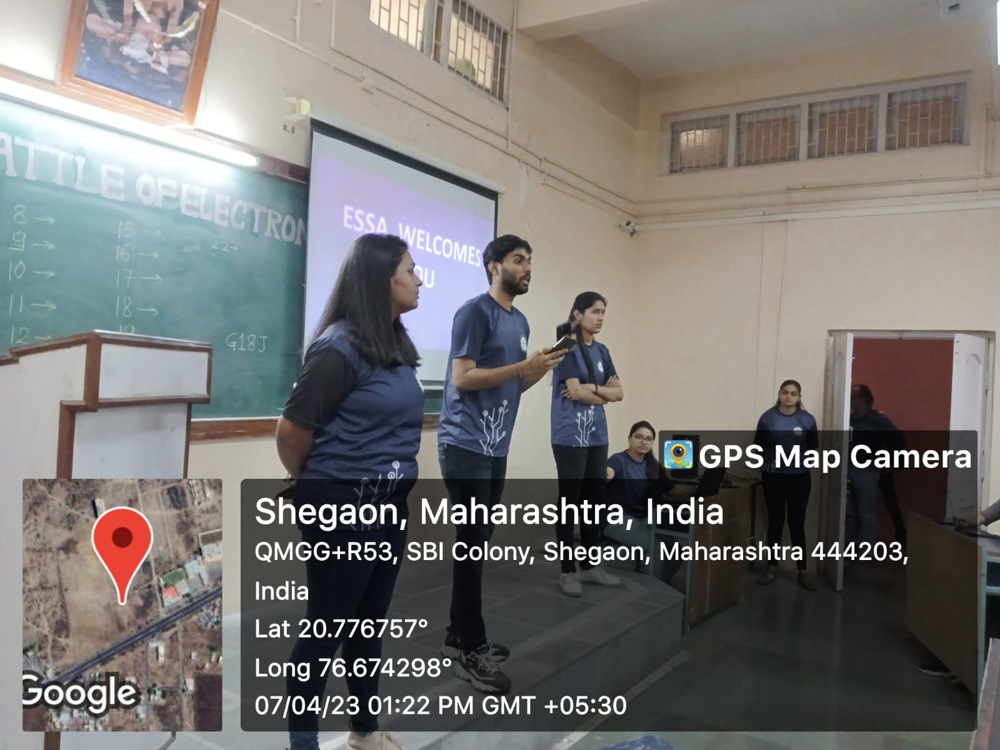 ATTLE OF ELECTRON
8 →
9 →
10 →
11 →
12 →
15 →
16 →
17 →
18 →
19
22→
G18J
ESSA WELCOMES
OU
GPS Map Camera
Shegaon, Maharashtra, India
QMGG+R53, SBI Colony, Shegaon, Maharashtra 444203,
India
Lat 20.776757°
Long 76.674298°
07/04/23 01:22 PM GMT +05:30
Google